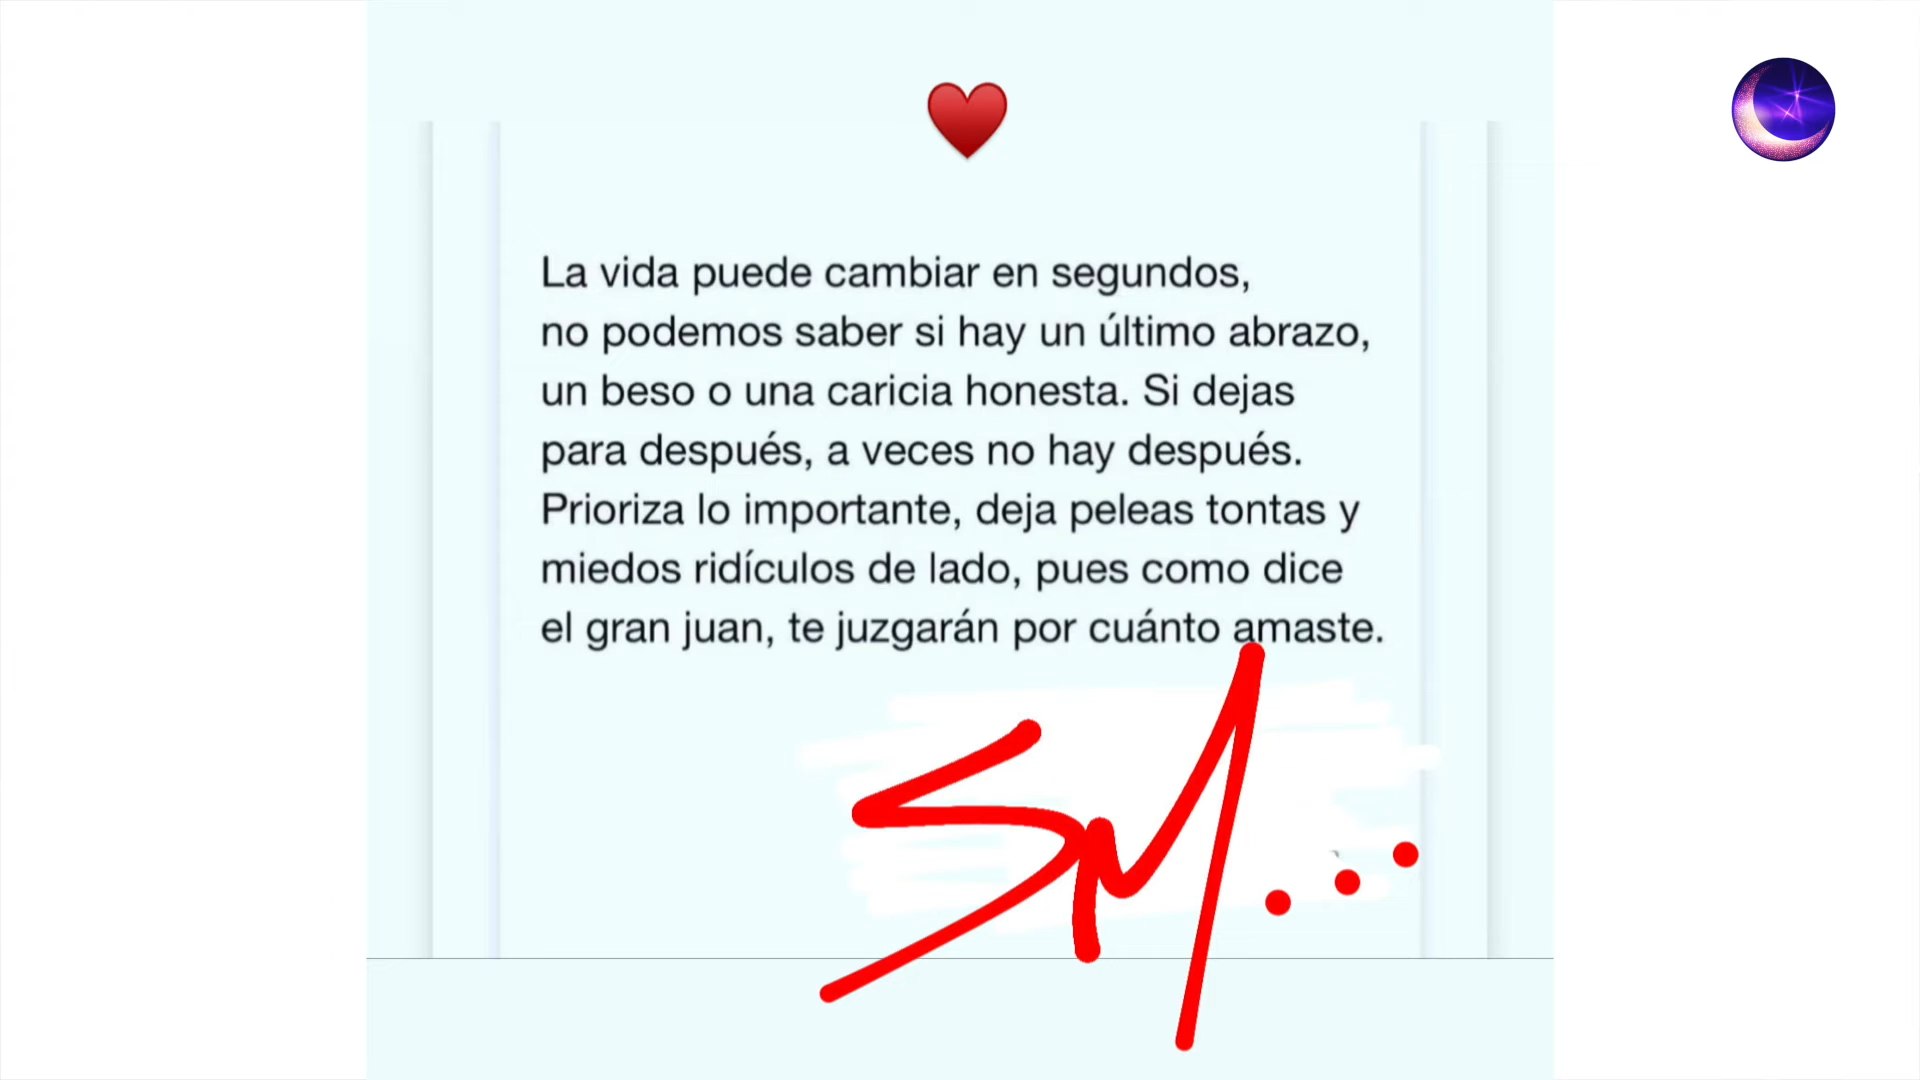 La vida puede cambiar en segundos,
no podemos saber si hay un último abrazo,
un beso o una caricia honesta. Si dejas
para después, a veces no hay después.
Prioriza lo importante, deja peleas tontas y
miedos ridículos de lado, pues como dice
el gran juan, te juzgarán por cuánto amaste.
SM...